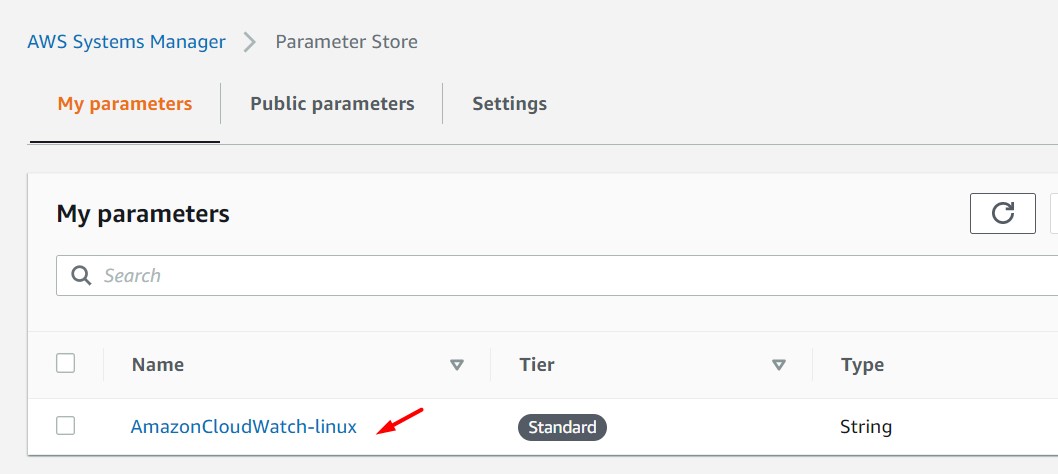 AWS Systems Manager Parameter Store
My parameters Public parameters Settings
My parameters
Search
Name Tier Type
AmazonCloudWatch-linux Standard String